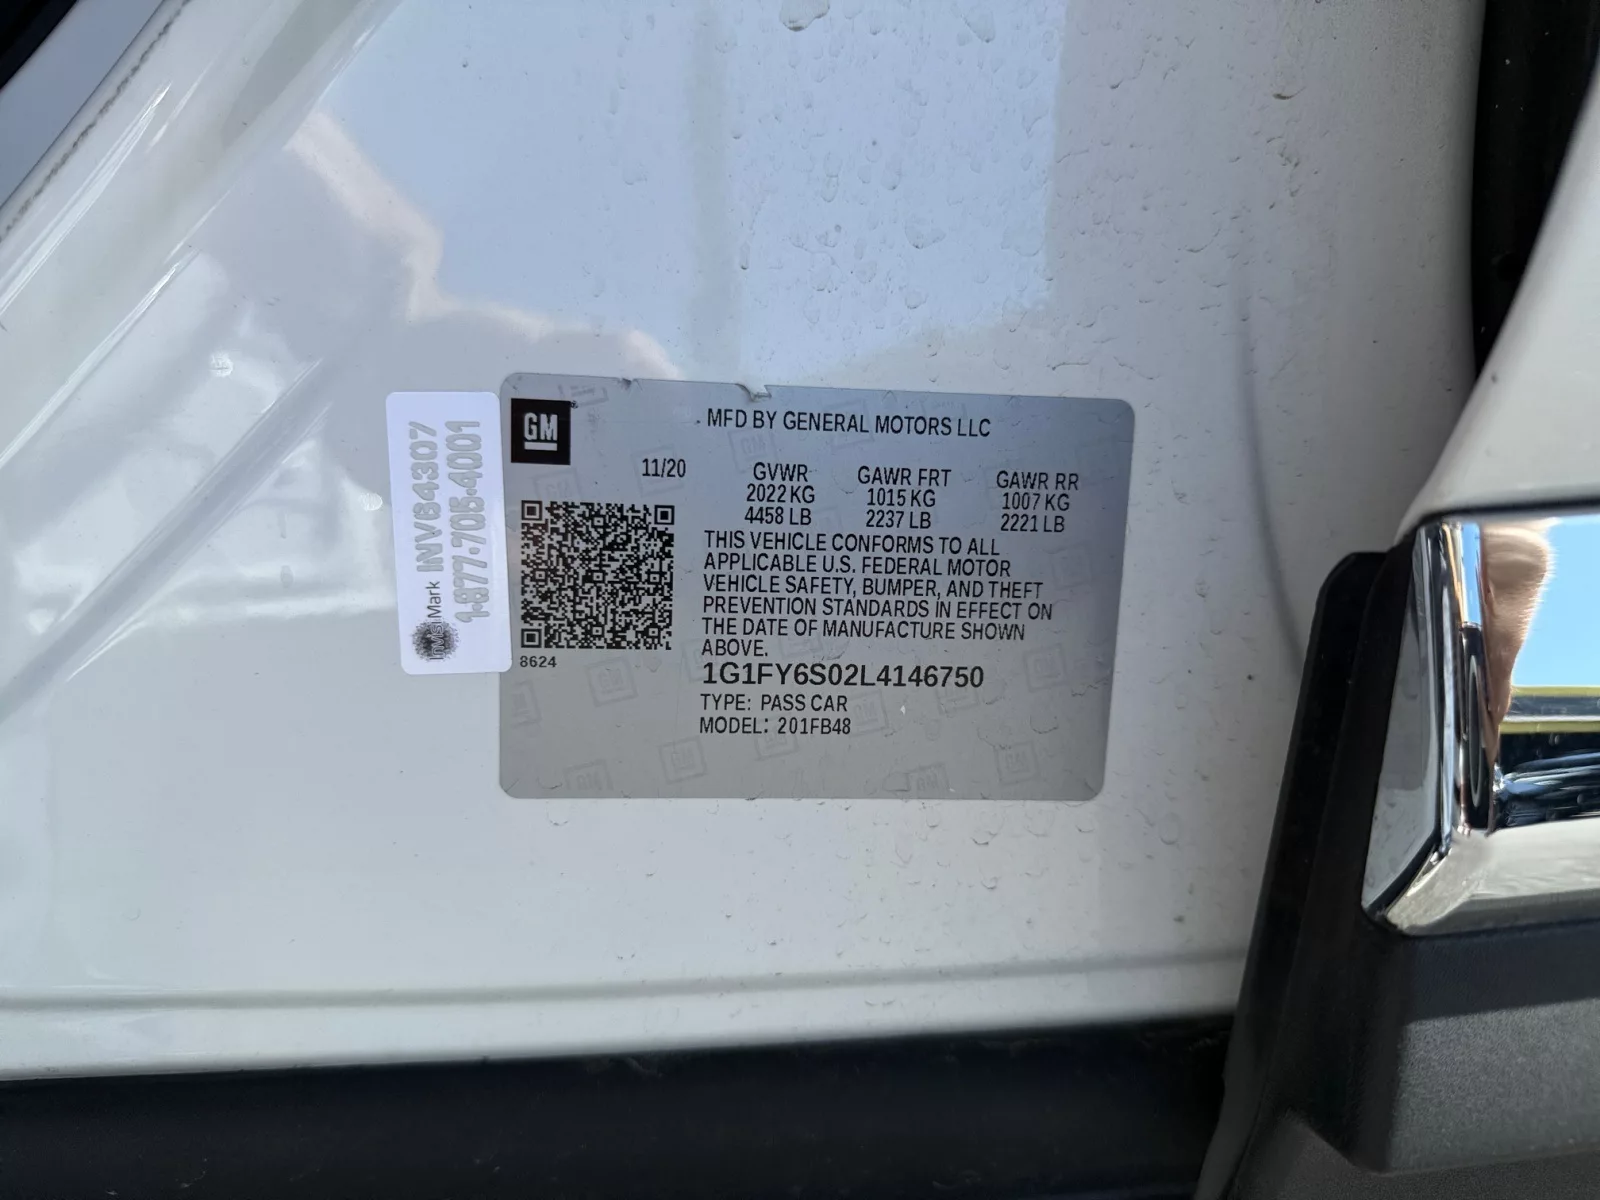 INV64307
1-877-705-4001
InVisiMark
GM
MFD BY GENERAL MOTORS LLC
11/20
GVWR
2022 KG
4458 LB
GAWR FRT
1015 KG
2237 LB
GAWR RR
1007 KG
2221 LB
THIS VEHICLE CONFORMS TO ALL
APPLICABLE U.S. FEDERAL MOTOR
VEHICLE SAFETY, BUMPER, AND THEFT
PREVENTION STANDARDS IN EFFECT ON
THE DATE OF MANUFACTURE SHOWN
ABOVE.
8624
1G1FY6S02L4146750
TYPE: PASS CAR
MODEL: 201FB48